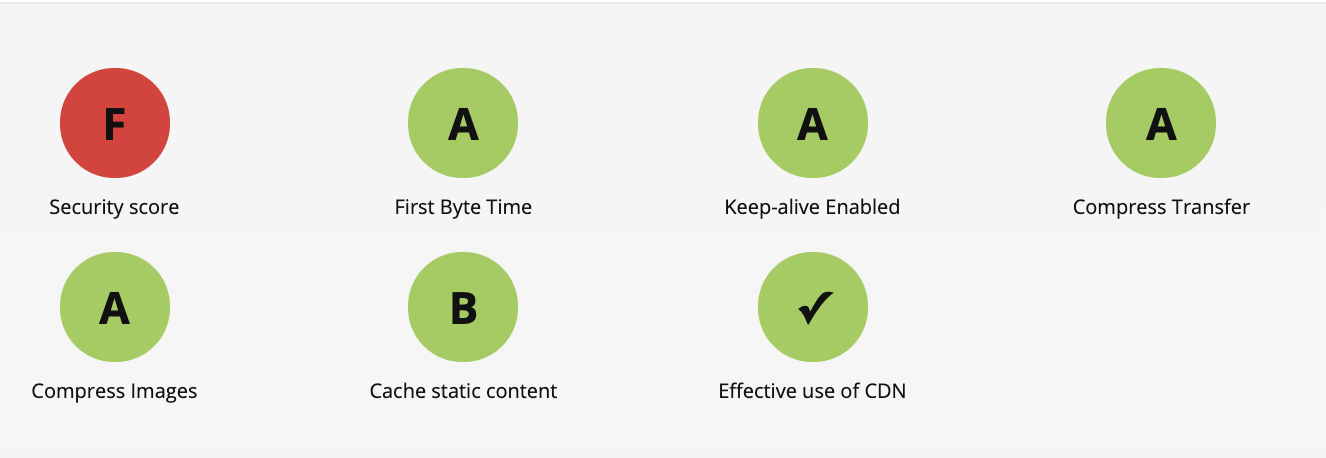 F A A A
Security score First Byte Time Keep-alive Enabled Compress Transfer
A B ✓
Compress Images Cache static content Effective use of CDN